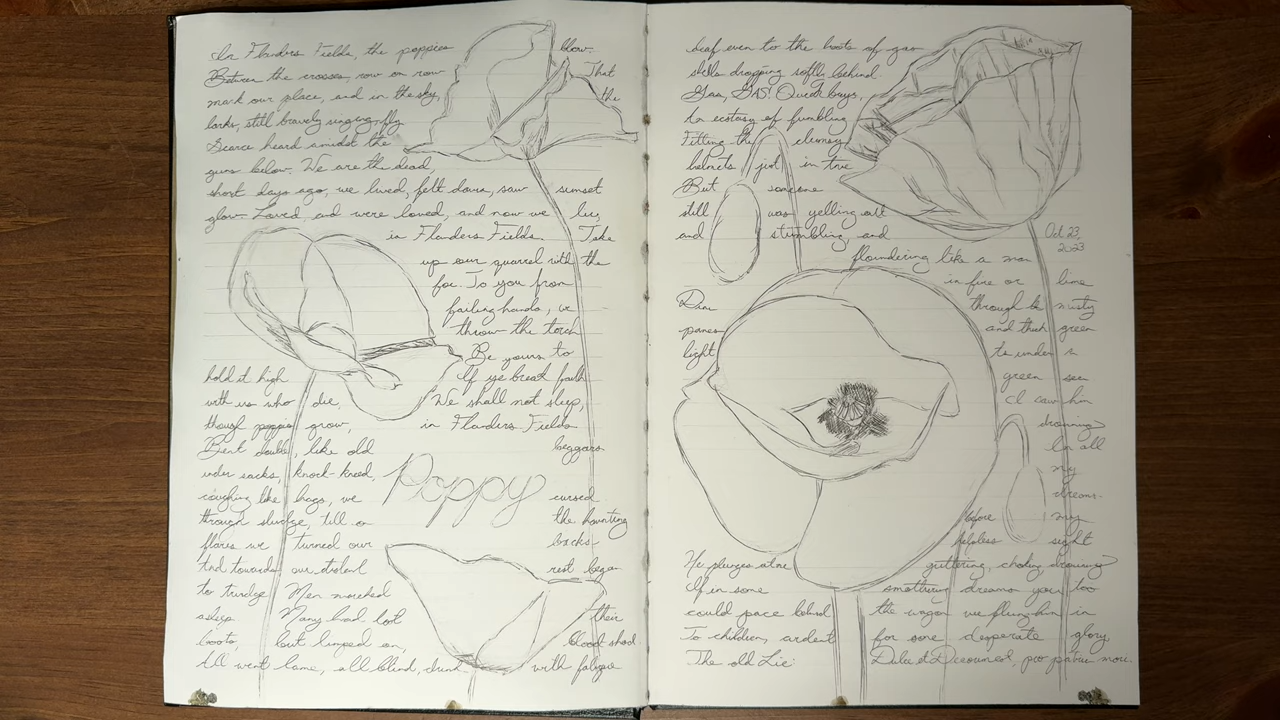 In Flanders Fields, the poppies blow.
Between the crosses, row on row That
mark our place, and in the sky, the
larks, still bravely singing fly
Scarce heard amidst the
guns below. We are the dead,
short days ago, we lived, felt dawn, saw sunset
glow. Loved and were loved, and now we lie,
in Flanders Fields. Take
up our quarrel with the
foe. To you from
failing hands, we
throw the torch
Be yours to
hold it high If ye break faith
with us who die, We shall not sleep,
though poppies grow, in Flanders Fields
Bent double, like old beggars
under sacks, knock-kneed,
Poppy
coughing like hags, we cursed
through sludge, till on the haunting
flares we turned our backs
And towards our distant rest began
to trudge Men marched
asleep. Many had lost their
boots, but limped on, blood shod
All went lame, all blind, drunk with fatigue
deaf even to the hoots of gas
shells dropping softly behind.
Gas, GAS! Quick boys,
An ecstasy of fumbling
Fitting the clumsy
helmets just in time
But someone
still was yelling out
and stumbling, and
Oct 23,
2023
floundering like a man
in fire or lime
Dim through misty
panes and thick green
light As under a
green sea
I saw him
drowning
In all
my
dreams.
before my
helpless sight
He plunges at me guttering, choking drowning
If in some smothering dreams you too
could pace behind the wagon we flung him in
To children, ardent for some desperate glory
The old Lie: Dulce et Decorum est, pro patria mori.